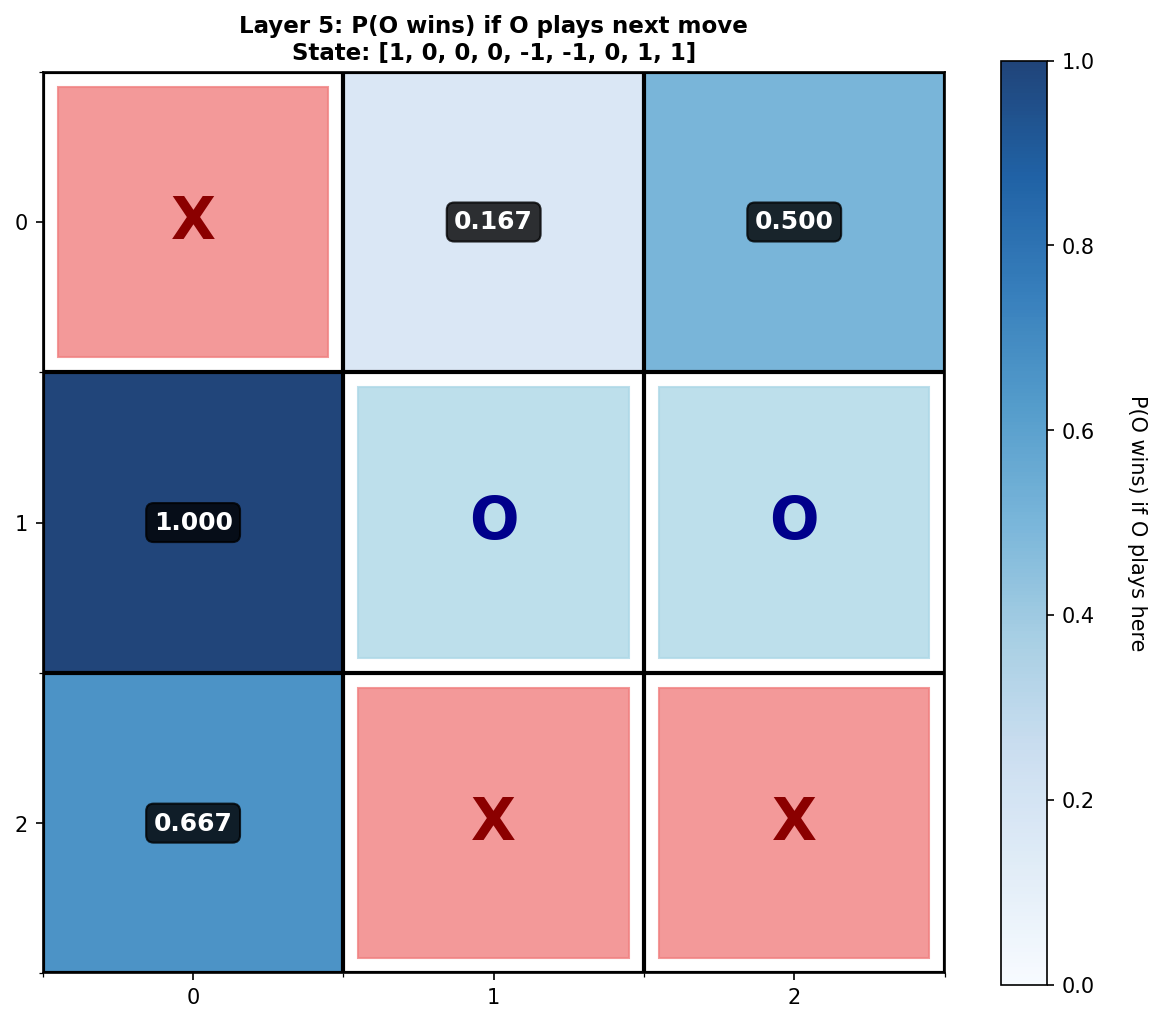 Layer 5: P(O wins) if O plays next move
State: [1, 0, 0, 0, -1, -1, 0, 1, 1]
0
X
0.167
0.500
1
1.000
O
O
2
0.667
X
X
0
1
2
1.0
0.8
0.6
0.4
0.2
0.0
P(O wins) if O plays here